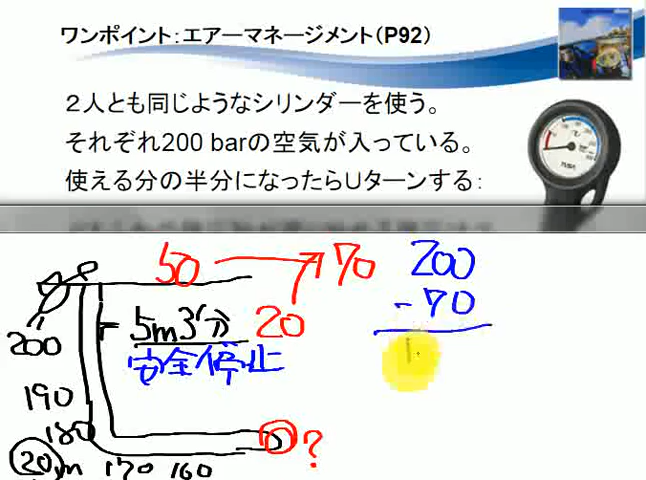 ワンポイント：エアーマネージメント（P92）
２人とも同じようなシリンダーを使う。
それぞれ200 barの空気が入っている。
使える分の半分になったらUターンする：
50 70 200
-70
5m3分 20
安全停止
200
190
180
20m 170 160 ?